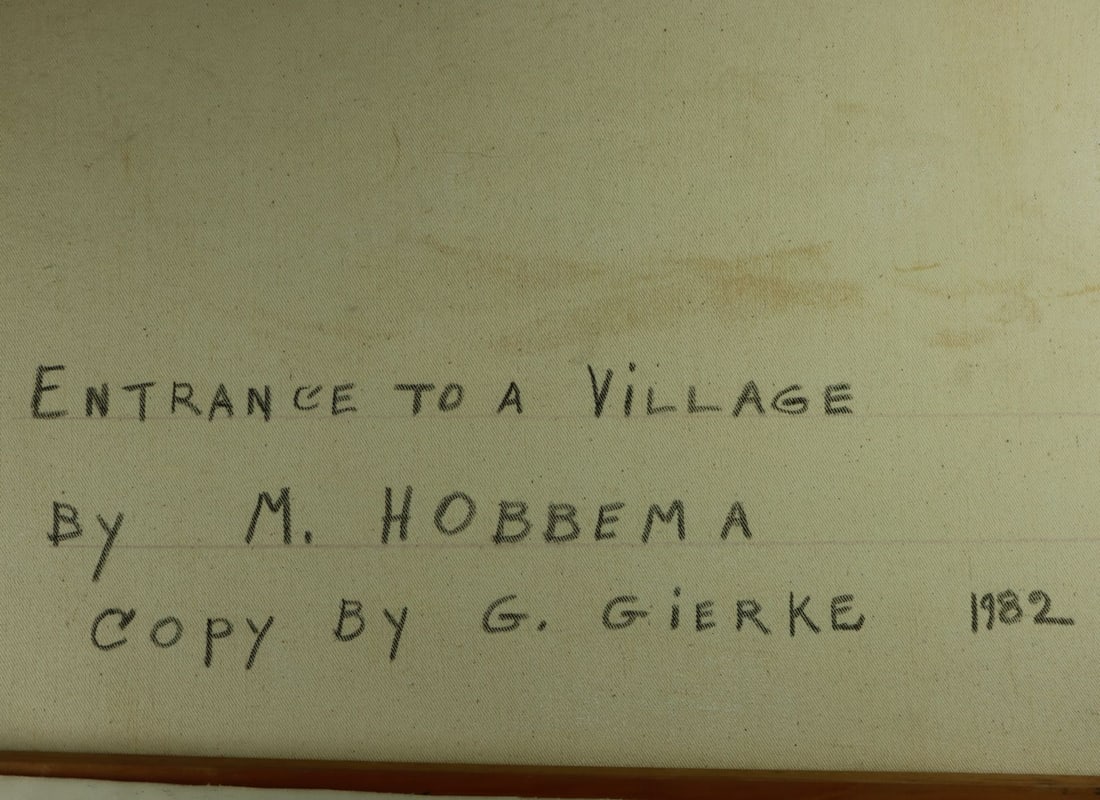 ENTRANCE TO A ViLLAGE
By M. HOBBEMA
COPY By G. GiERKE 1982